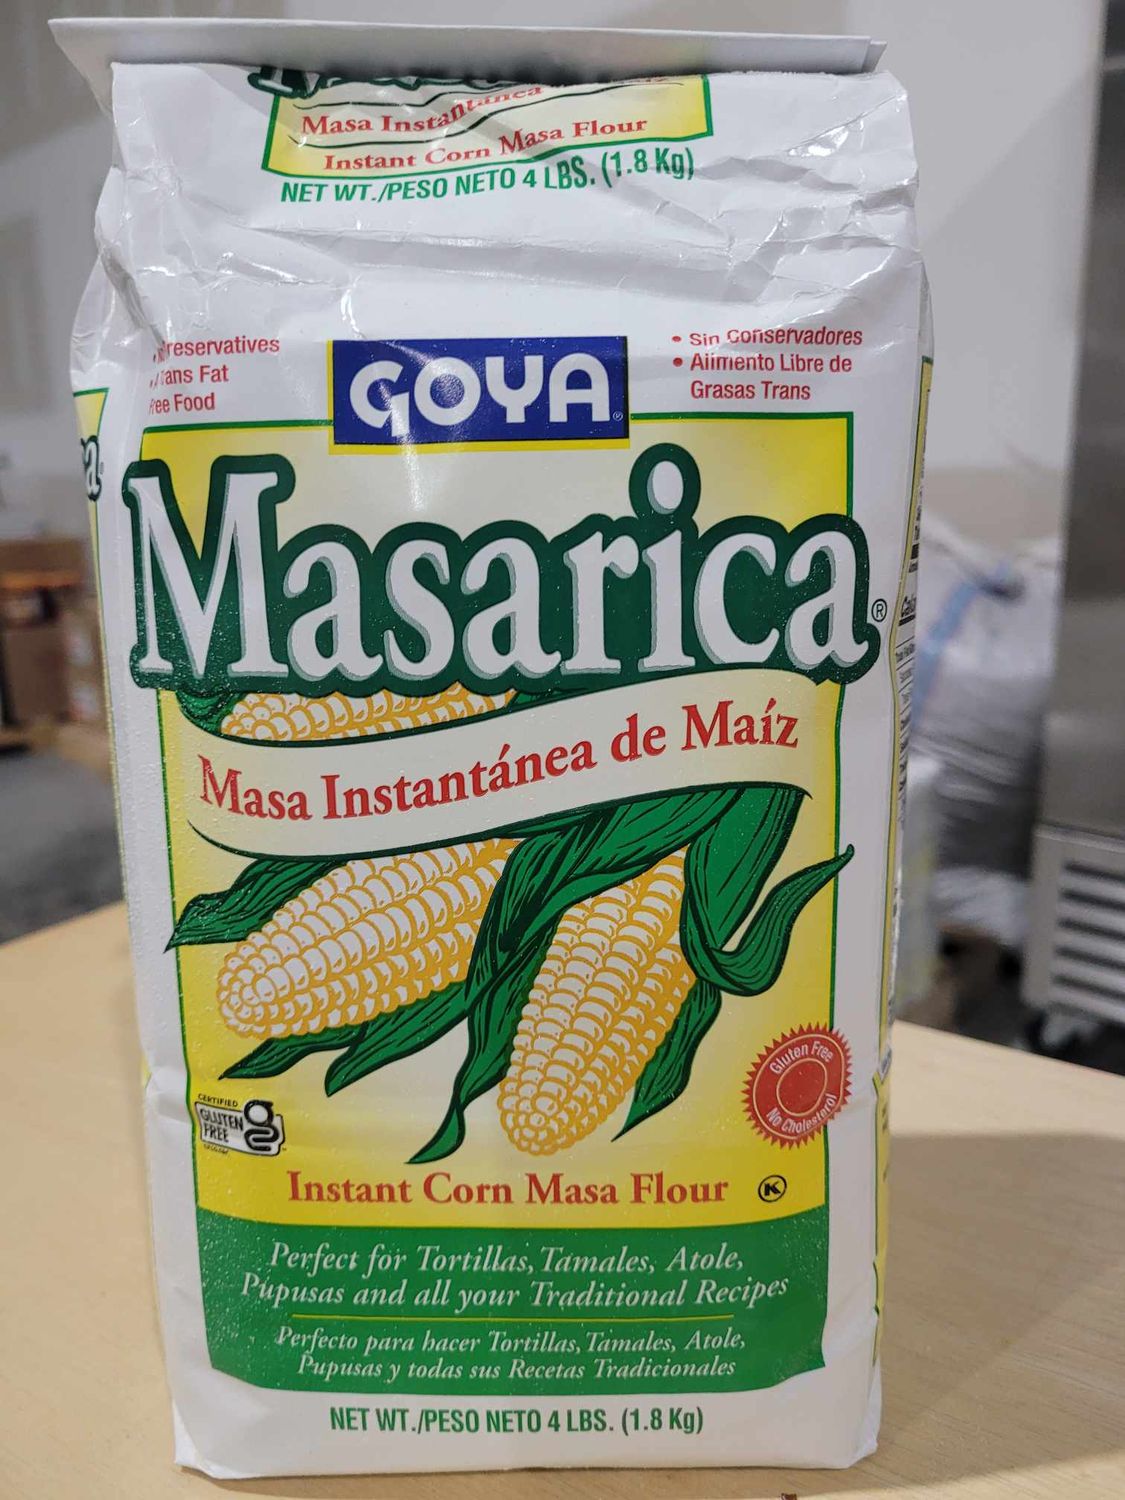 Masa Instantánea
Instant Corn Masa Flour
NET WT./PESO NETO 4 LBS. (1.8 Kg)
reservatives
Trans Fat
Free Food
GOYA®
• Sin Conservadores
• Alimento Libre de
Grasas Trans
Masarica®
a®
Masa Instantánea de Maíz
Gluten Free
No Cholesterol
CERTIFIED
GLUTEN
FREE
Instant Corn Masa Flour K
Perfect for Tortillas, Tamales, Atole,
Pupusas and all your Traditional Recipes
Perfecto para hacer Tortillas, Tamales, Atole,
Pupusas y todas sus Recetas Tradicionales
NET WT./PESO NETO 4 LBS. (1.8 Kg)